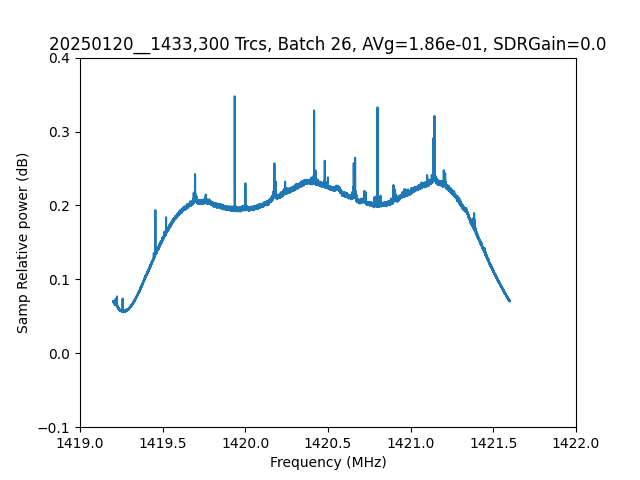 20250120__1433,300 Trcs, Batch 26, AVg=1.86e-01, SDRGain=0.0
0.4
0.3
0.2
0.1
0.0
−0.1
Samp Relative power (dB)
1419.0 1419.5 1420.0 1420.5 1421.0 1421.5 1422.0
Frequency (MHz)